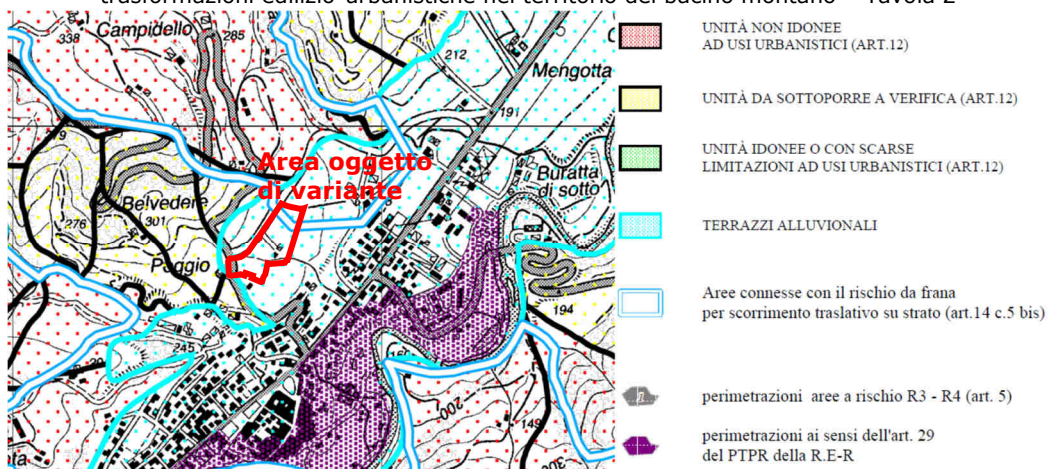 trasformazioni edilizio-urbanistiche nel territorio del bacino montano – Tavola 2
Campidello
338
285
212
Mengotta
191
Area oggetto
di variante
Buratta
di sotto
Belvedere
301
276
Poggio
194
245
160
200
149
UNITÀ NON IDONEE
AD USI URBANISTICI (ART.12)
UNITÀ DA SOTTOPORRE A VERIFICA (ART.12)
UNITÀ IDONEE O CON SCARSE
LIMITAZIONI AD USI URBANISTICI (ART.12)
TERRAZZI ALLUVIONALI
Aree connesse con il rischio da frana
per scorrimento traslativo su strato (art.14 c.5 bis)
perimetrazioni aree a rischio R3 - R4 (art. 5)
perimetrazioni ai sensi dell'art. 29
del PTPR della R.E-R